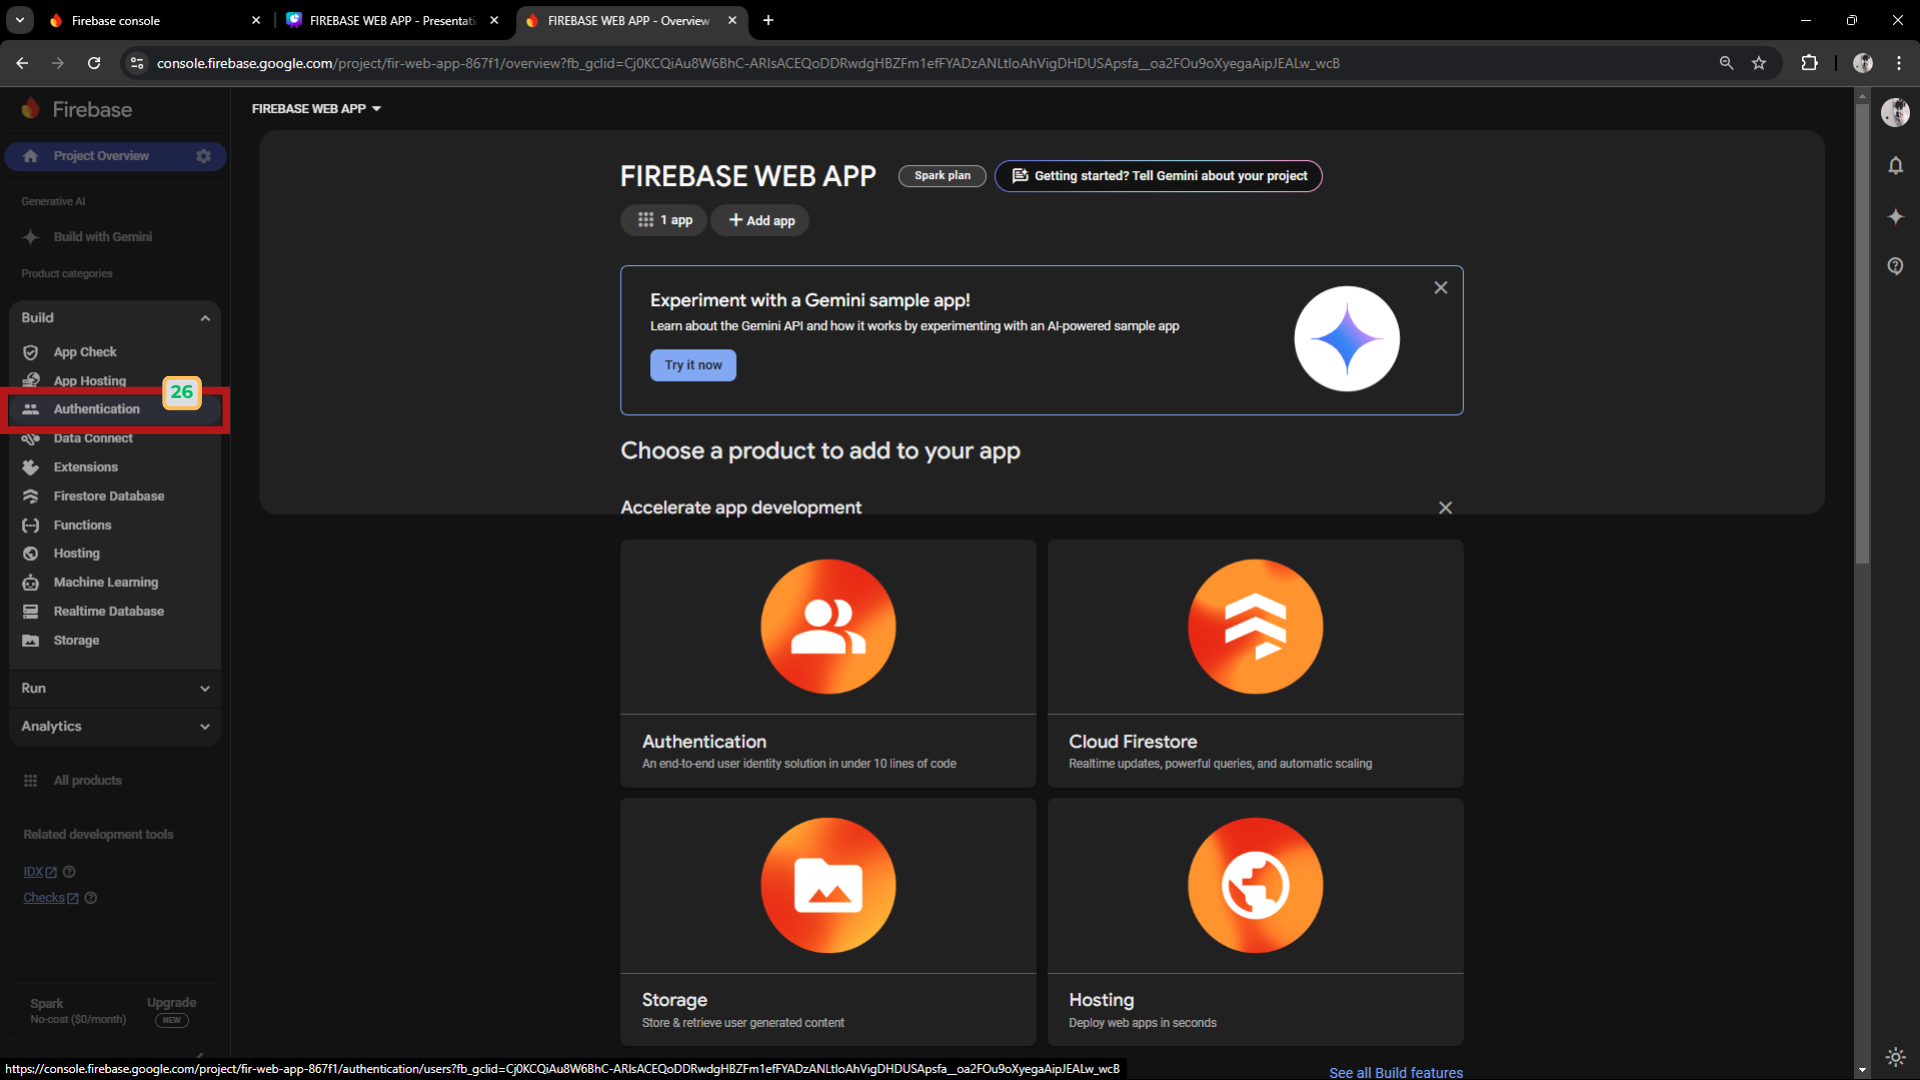 Firebase console
FIREBASE WEB APP - Presentati
FIREBASE WEB APP - Overview
console.firebase.google.com/project/fir-web-app-867f1/overview?fb_gclid=Cj0KCQiAu8W6BhC-ARIsACEQoDDRwdgHBZFm1efFYADzANLtIoAhVigDHDUSApsfa__oa2FOu9oXyegaAipJEALw_wcB
Firebase
Project Overview
Generative AI
Build with Gemini
Product categories
Build
App Check
App Hosting
26
Authentication
Data Connect
Extensions
Firestore Database
Functions
Hosting
Machine Learning
Realtime Database
Storage
Run
Analytics
All products
Related development tools
IDX
Checks
Spark
No-cost ($0/month)
Upgrade
NEW
FIREBASE WEB APP
FIREBASE WEB APP
Spark plan
Getting started? Tell Gemini about your project
1 app
Add app
Experiment with a Gemini sample app!
Learn about the Gemini API and how it works by experimenting with an AI-powered sample app
Try it now
Choose a product to add to your app
Accelerate app development
Authentication
An end-to-end user identity solution in under 10 lines of code
Cloud Firestore
Realtime updates, powerful queries, and automatic scaling
Storage
Store & retrieve user generated content
Hosting
Deploy web apps in seconds
See all Build features
https://console.firebase.google.com/project/fir-web-app-867f1/authentication/users?fb_gclid=Cj0KCQiAu8W6BhC-ARIsACEQoDDRwdgHBZFm1efFYADzANLtIoAhVigDHDUSApsfa__oa2FOu9oXyegaAipJEALw_wcB